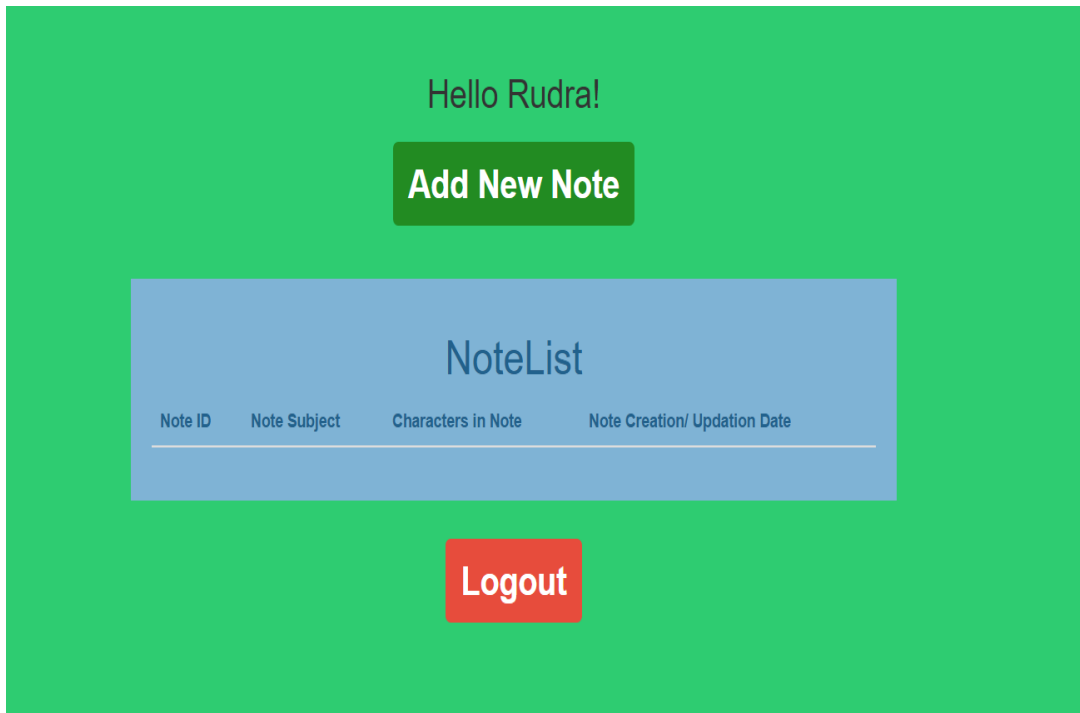 Hello Rudra!
Add New Note
NoteList
Note ID Note Subject Characters in Note Note Creation/ Updation Date
Logout